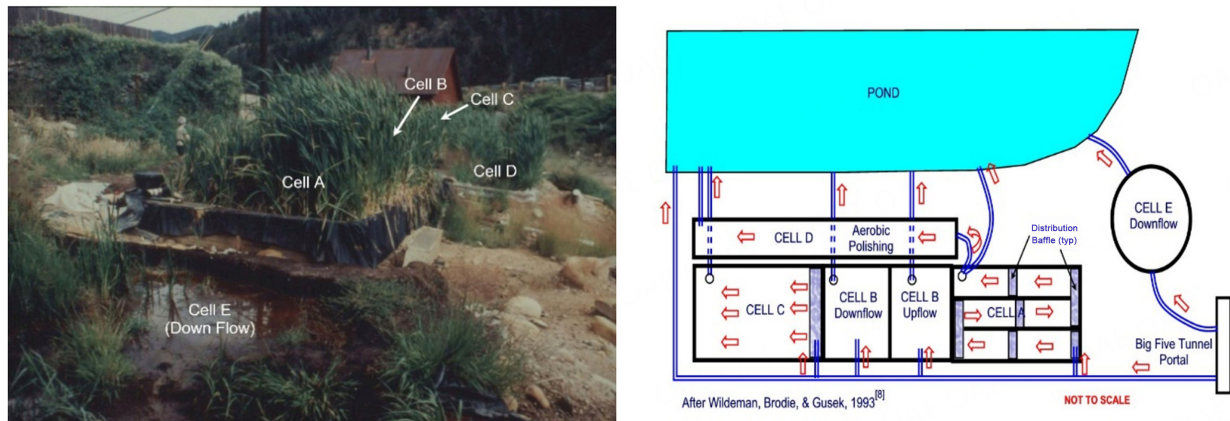 Cell B
Cell C
Cell A
Cell D
Cell E
(Down Flow)
POND
CELL E
Downflow
CELL D
Aerobic
Polishing
Distribution
Baffle (typ)
CELL C
CELL B
Downflow
CELL B
Upflow
CELL A
Big Five Tunnel
Portal
After Wildeman, Brodie, & Gusek, 1993[8]
NOT TO SCALE